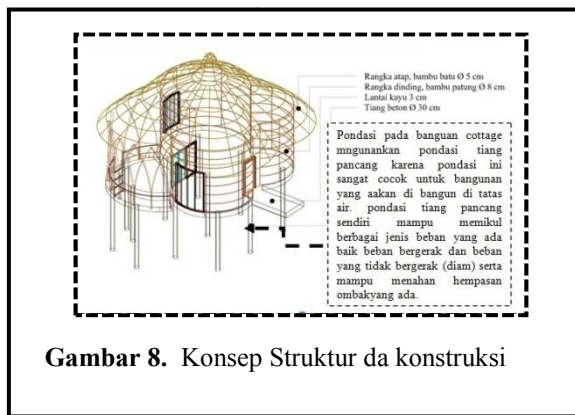 Rangka atap, bambu batu Ø 5 cm
Rangka dinding, bambu patung Ø 8 cm
Lantai kayu 3 cm
Tiang beton Ø 30 cm
Pondasi pada banguan cottage
mngunankan pondasi tiang
pancang karena pondasi ini
sangat cocok untuk bangunan
yang aakan di bangun di tatas
air. pondasi tiang pancang
sendiri mampu memikul
berbagai jenis beban yang ada
baik beban bergerak dan beban
yang tidak bergerak (diam) serta
mampu menahan hempasan
ombakyang ada.
Gambar 8. Konsep Struktur da konstruksi